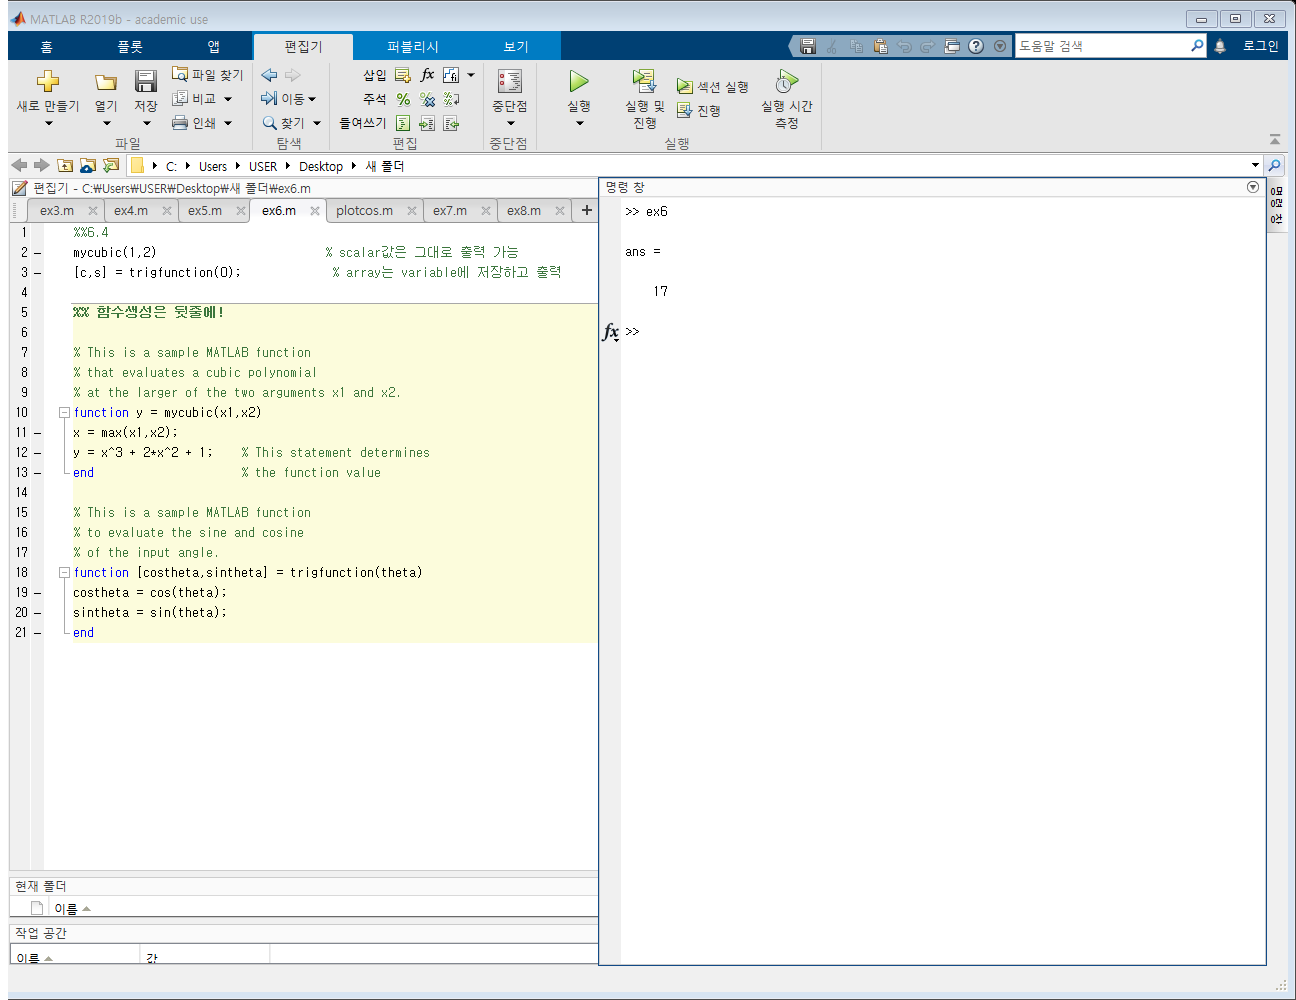 MATLAB R2019b - academic use
홈 플롯 앱 편집기 퍼블리시 보기 도움말 검색 로그인
새로 만들기 열기 저장 파일 찾기 비교 인쇄
파일
이동 찾기
탐색
삽입 fx fi
주석 % % %
들여쓰기
편집
중단점
중단점
실행 실행 및 진행 섹션 실행 진행 실행 시간 측정
실행
C: Users USER Desktop 새 폴더
편집기 - C:₩Users₩USER₩Desktop₩새 폴더₩ex6.m
ex3.m ex4.m ex5.m ex6.m plotcos.m ex7.m ex8.m +
1 %%6.4
2 – mycubic(1,2) % scalar값은 그대로 출력 가능
3 – [c,s] = trigfunction(0); % array는 variable에 저장하고 출력
4
5 %% 함수생성은 뒷줄에!
6
7 % This is a sample MATLAB function
8 % that evaluates a cubic polynomial
9 % at the larger of the two arguments x1 and x2.
10 function y = mycubic(x1,x2)
11 – x = max(x1,x2);
12 – y = x^3 + 2*x^2 + 1; % This statement determines
13 – end % the function value
14
15 % This is a sample MATLAB function
16 % to evaluate the sine and cosine
17 % of the input angle.
18 function [costheta,sintheta] = trigfunction(theta)
19 – costheta = cos(theta);
20 – sintheta = sin(theta);
21 – end
현재 폴더
이름
작업 공간
이름 값
명령 창
>> ex6
ans =
17
fx >>
명령 창